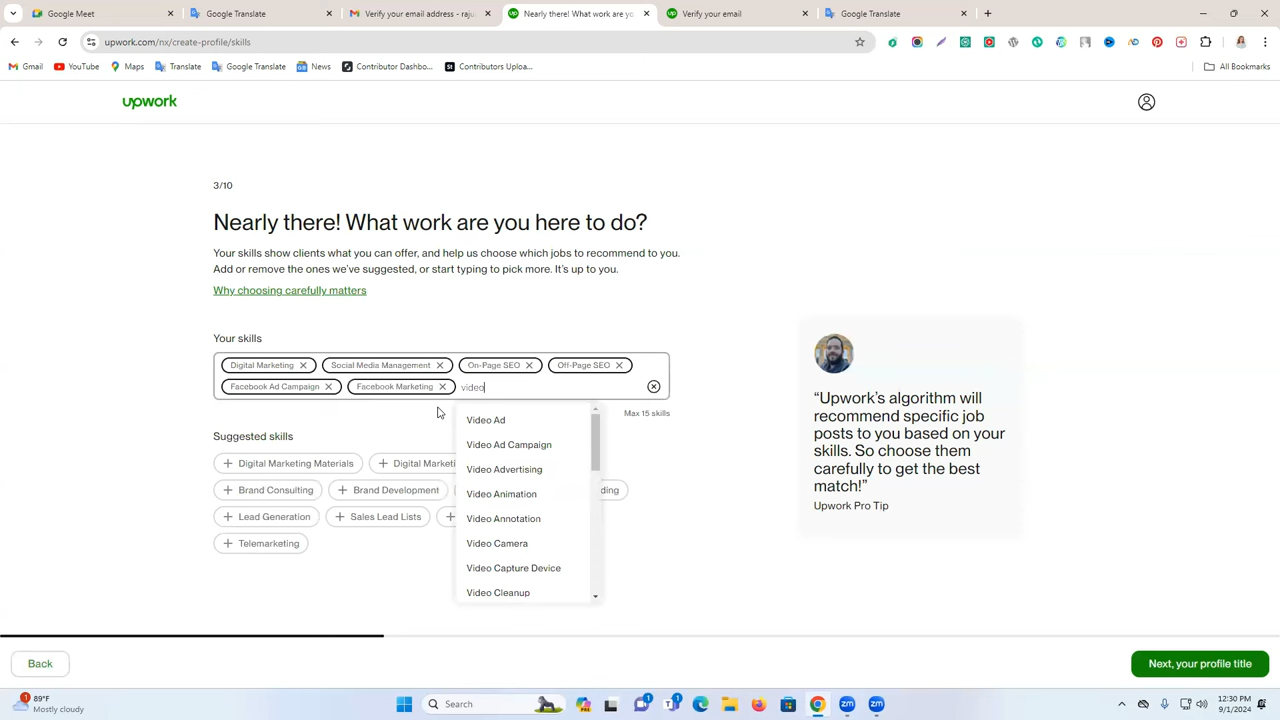 Google Meet
Google Translate
Verify your email address - raju
Nearly there! What work are yo
Verify your email
Google Translate
upwork.com/nx/create-profile/skills
Gmail
YouTube
Maps
Translate
Google Translate
News
Contributor Dashbo...
Contributors Uploa...
All Bookmarks
upwork
3/10
Nearly there! What work are you here to do?
Your skills show clients what you can offer, and help us choose which jobs to recommend to you.
Add or remove the ones we've suggested, or start typing to pick more. It's up to you.
Why choosing carefully matters
Your skills
Digital Marketing
Social Media Management
On-Page SEO
Off-Page SEO
Facebook Ad Campaign
Facebook Marketing
video
Max 15 skills
Video Ad
Video Ad Campaign
Video Advertising
Video Animation
Video Annotation
Video Camera
Video Capture Device
Video Cleanup
Suggested skills
Digital Marketing Materials
Digital Marketi
Brand Consulting
Brand Development
ding
Lead Generation
Sales Lead Lists
Telemarketing
“Upwork's algorithm will
recommend specific job
posts to you based on your
skills. So choose them
carefully to get the best
match!”
Upwork Pro Tip
Back
Next, your profile title
1
89°F
Mostly cloudy
Search
1
1
zm
zm
12:30 PM
9/1/2024